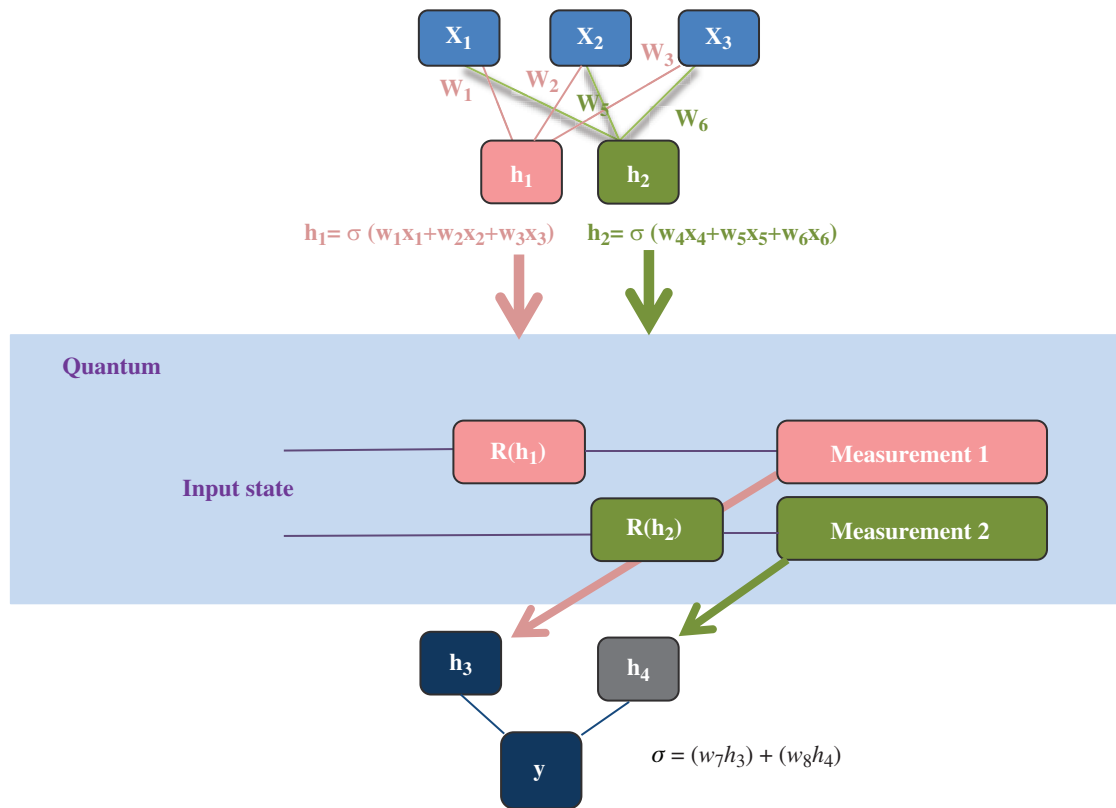 X₁ X₂ X₃
W₁ W₂ W₃
W₅
W₆
h₁ h₂
h₁= σ (w₁x₁+w₂x₂+w₃x₃) h₂= σ (w₄x₄+w₅x₅+w₆x₆)
Quantum
R(h₁) Measurement 1
Input state
R(h₂) Measurement 2
h₃ h₄
y σ = (w₇h₃) + (w₈h₄)